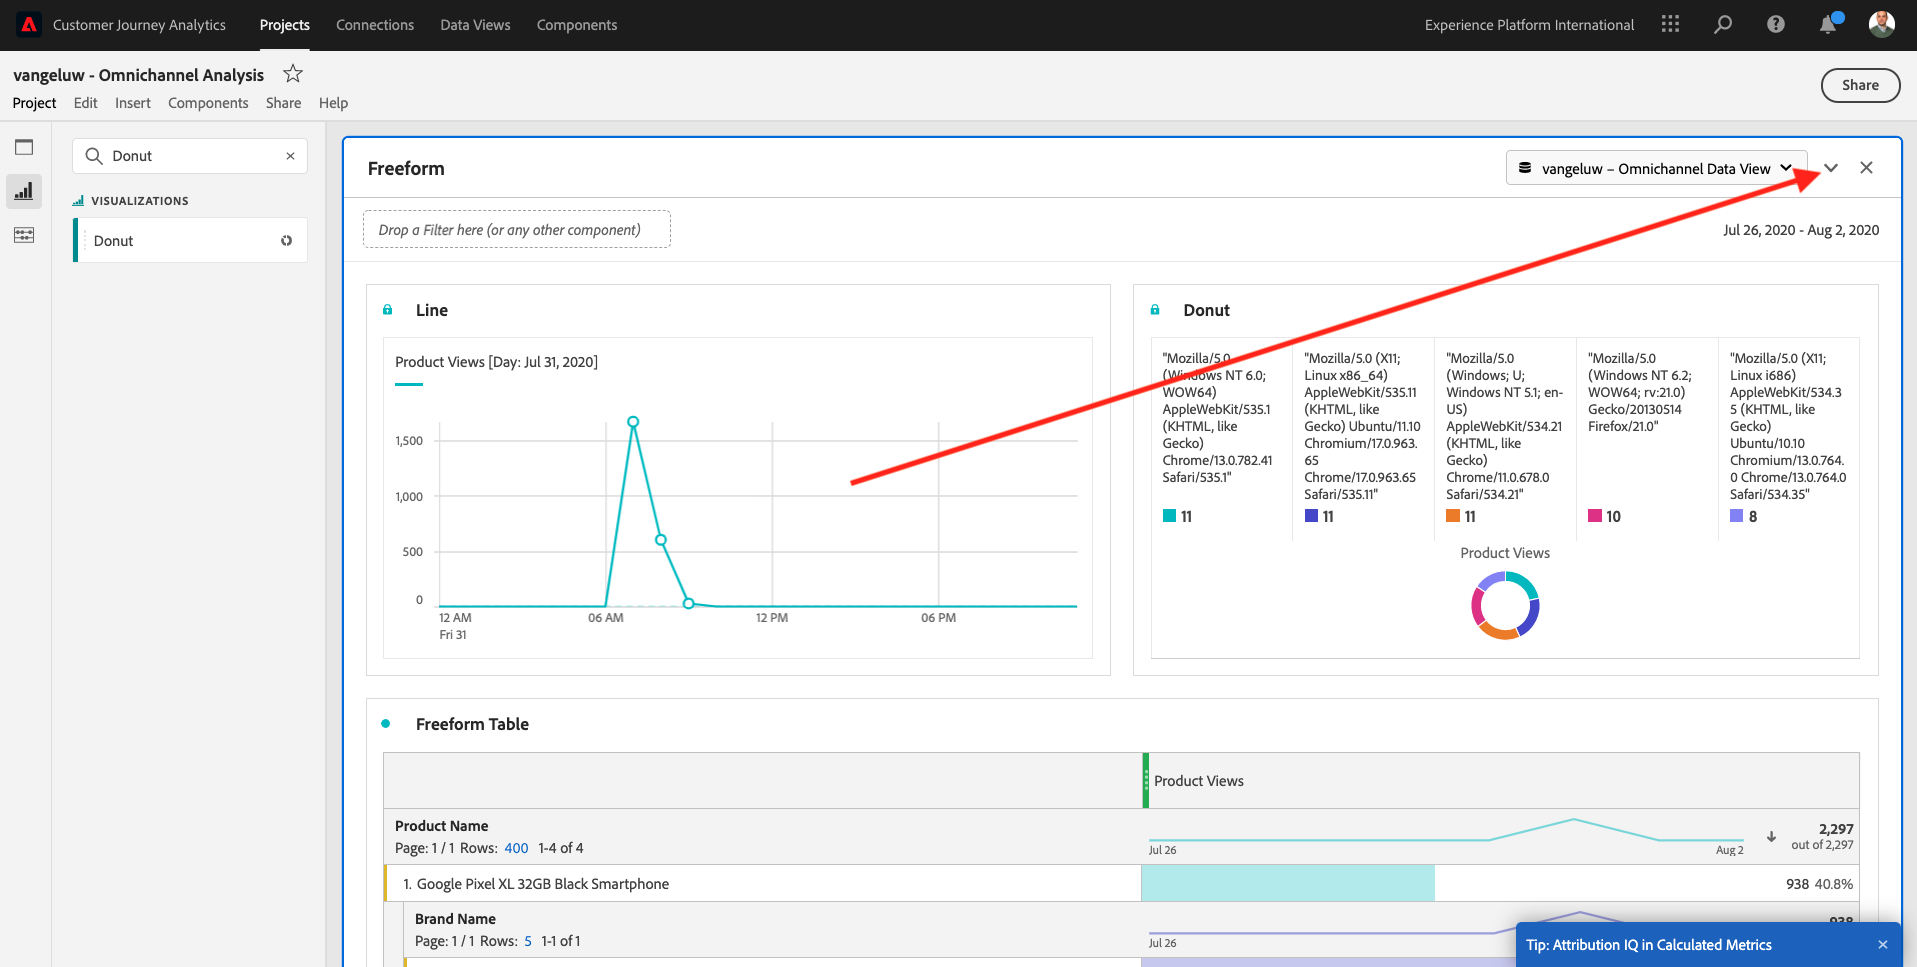 Customer Journey Analytics
Projects
Connections
Data Views
Components
Experience Platform International
vangeluw - Omnichannel Analysis
Share
Project
Edit
Insert
Components
Share
Help
Donut
VISUALIZATIONS
Donut
Freeform
vangeluw – Omnichannel Data View
Drop a Filter here (or any other component)
Jul 26, 2020 - Aug 2, 2020
Line
Product Views [Day: Jul 31, 2020]
1,500
1,000
500
0
12 AM
Fri 31
06 AM
12 PM
06 PM
Donut
"Mozilla/5.0
(Windows NT 6.0;
WOW64)
AppleWebKit/535.1
(KHTML, like
Gecko)
Chrome/13.0.782.41
Safari/535.1"
11
"Mozilla/5.0 (X11;
Linux x86_64)
AppleWebKit/535.11
(KHTML, like
Gecko) Ubuntu/11.10
Chromium/17.0.963.
65
Chrome/17.0.963.65
Safari/535.11"
11
"Mozilla/5.0
(Windows; U;
Windows NT 5.1; en-
US)
AppleWebKit/534.21
(KHTML, like
Gecko)
Chrome/11.0.678.0
Safari/534.21"
11
"Mozilla/5.0
(Windows NT 6.2;
WOW64; rv:21.0)
Gecko/20130514
Firefox/21.0"
10
"Mozilla/5.0 (X11;
Linux i686)
AppleWebKit/534.3
5 (KHTML, like
Gecko)
Ubuntu/10.10
Chromium/13.0.764.
0 Chrome/13.0.764.0
Safari/534.35"
8
Product Views
Freeform Table
Product Views
Product Name
Page: 1 / 1 Rows: 400 1-4 of 4
Jul 26
Aug 2
2,297
out of 2,297
1. Google Pixel XL 32GB Black Smartphone
938 40.8%
Brand Name
Page: 1 / 1 Rows: 5 1-1 of 1
Jul 26
938
Tip: Attribution IQ in Calculated Metrics